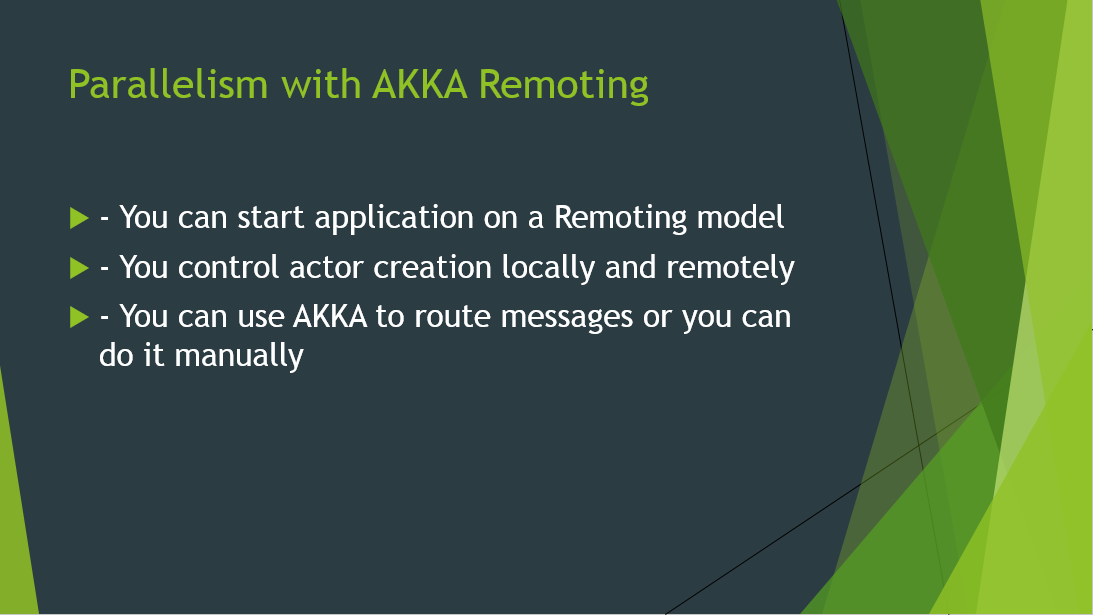 Parallelism with AKKA Remoting
- You can start application on a Remoting model
- You control actor creation locally and remotely
- You can use AKKA to route messages or you can
do it manually